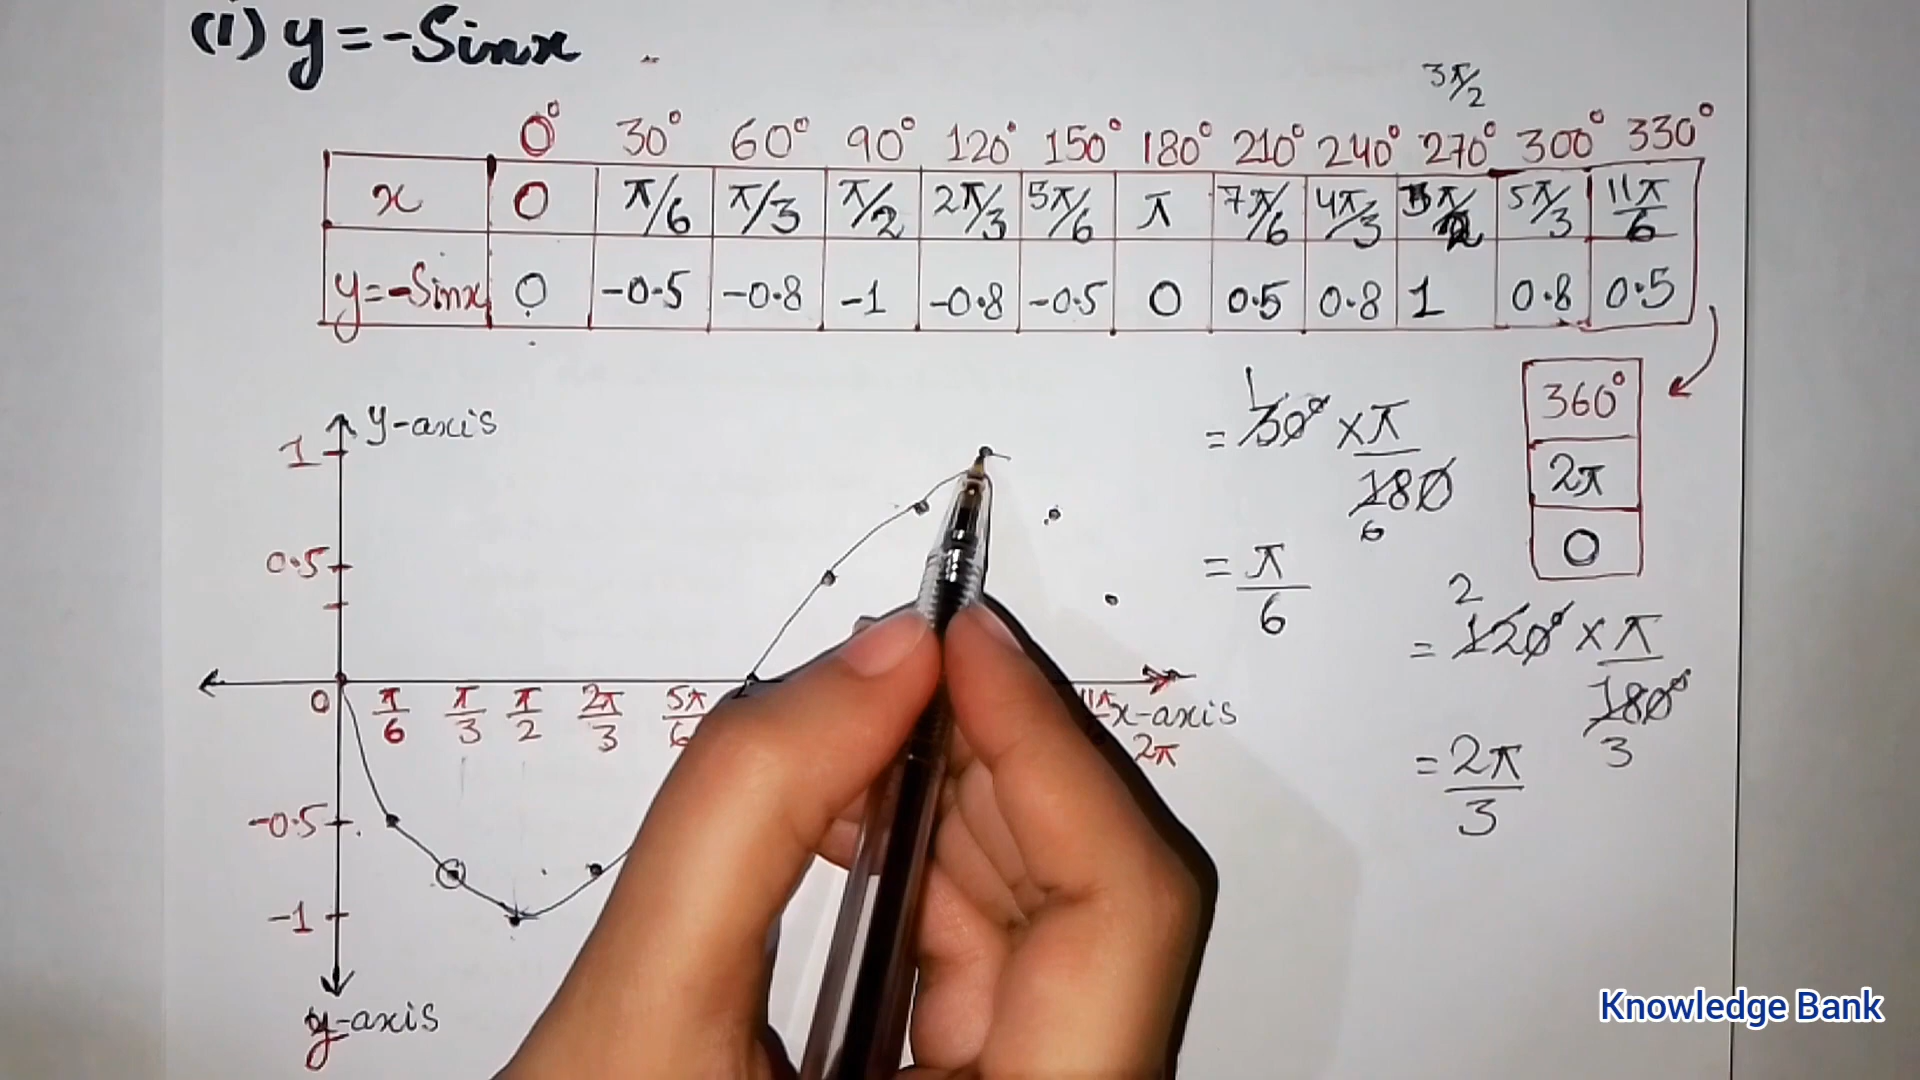 (i) y = -Sinx
3π/2
0° 30° 60° 90° 120° 150° 180° 210° 240° 270° 300° 330°
x 0 π/6 π/3 π/2 2π/3 5π/6 π 7π/6 4π/3 3π/2 5π/3 11π/6
y=-Sinx 0 -0.5 -0.8 -1 -0.8 -0.5 0 0.5 0.8 1 0.8 0.5
360°
2π
0
y-axis
1
0.5
0 π/6 π/3 π/2 2π/3 5π/6 11π x-axis
2π
-0.5
-1
y-axis
1
= 30° × π
180
6
= π/6
2
= 120° × π
180°
3
= 2π/3
Knowledge Bank